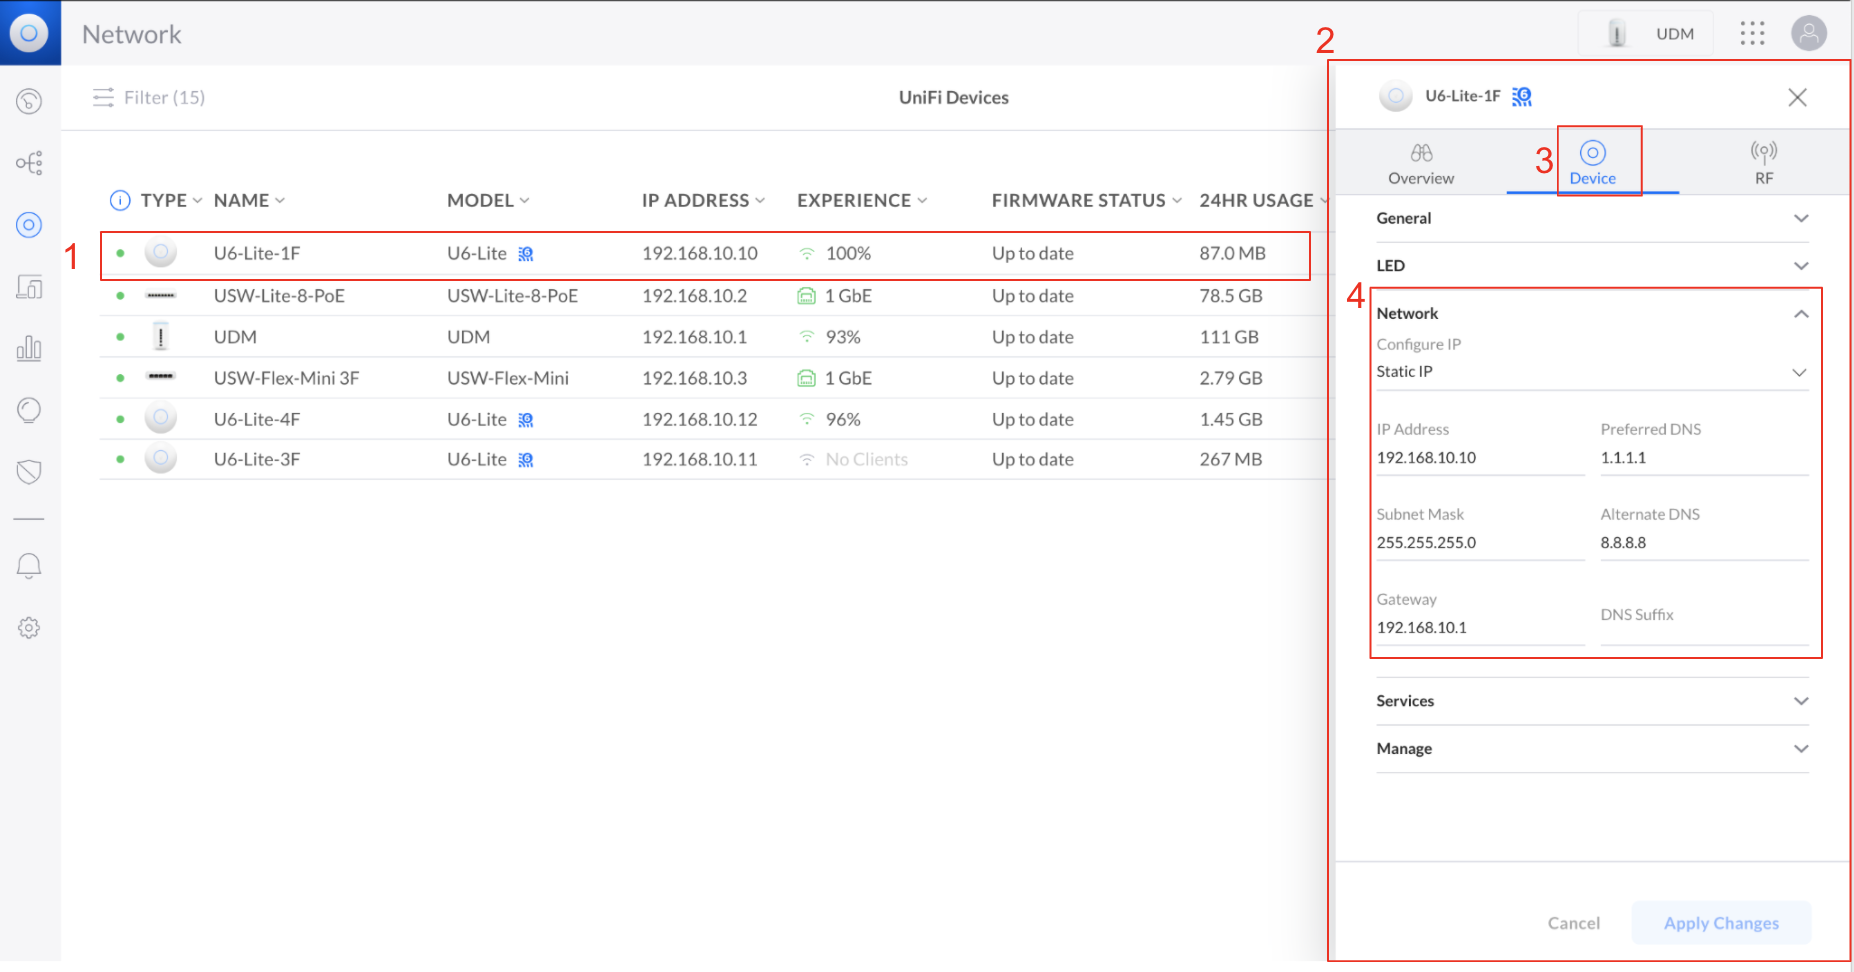 Network
UDM
2
Filter (15)
UniFi Devices
U6-Lite-1F
3
Overview
Device
RF
TYPE NAME MODEL IP ADDRESS EXPERIENCE FIRMWARE STATUS 24HR USAGE
1
U6-Lite-1F U6-Lite 192.168.10.10 100% Up to date 87.0 MB
USW-Lite-8-PoE USW-Lite-8-PoE 192.168.10.2 1 GbE Up to date 78.5 GB
UDM UDM 192.168.10.1 93% Up to date 111 GB
USW-Flex-Mini 3F USW-Flex-Mini 192.168.10.3 1 GbE Up to date 2.79 GB
U6-Lite-4F U6-Lite 192.168.10.12 96% Up to date 1.45 GB
U6-Lite-3F U6-Lite 192.168.10.11 No Clients Up to date 267 MB
General
LED
4
Network
Configure IP
Static IP
IP Address Preferred DNS
192.168.10.10 1.1.1.1
Subnet Mask Alternate DNS
255.255.255.0 8.8.8.8
Gateway DNS Suffix
192.168.10.1
Services
Manage
Cancel Apply Changes